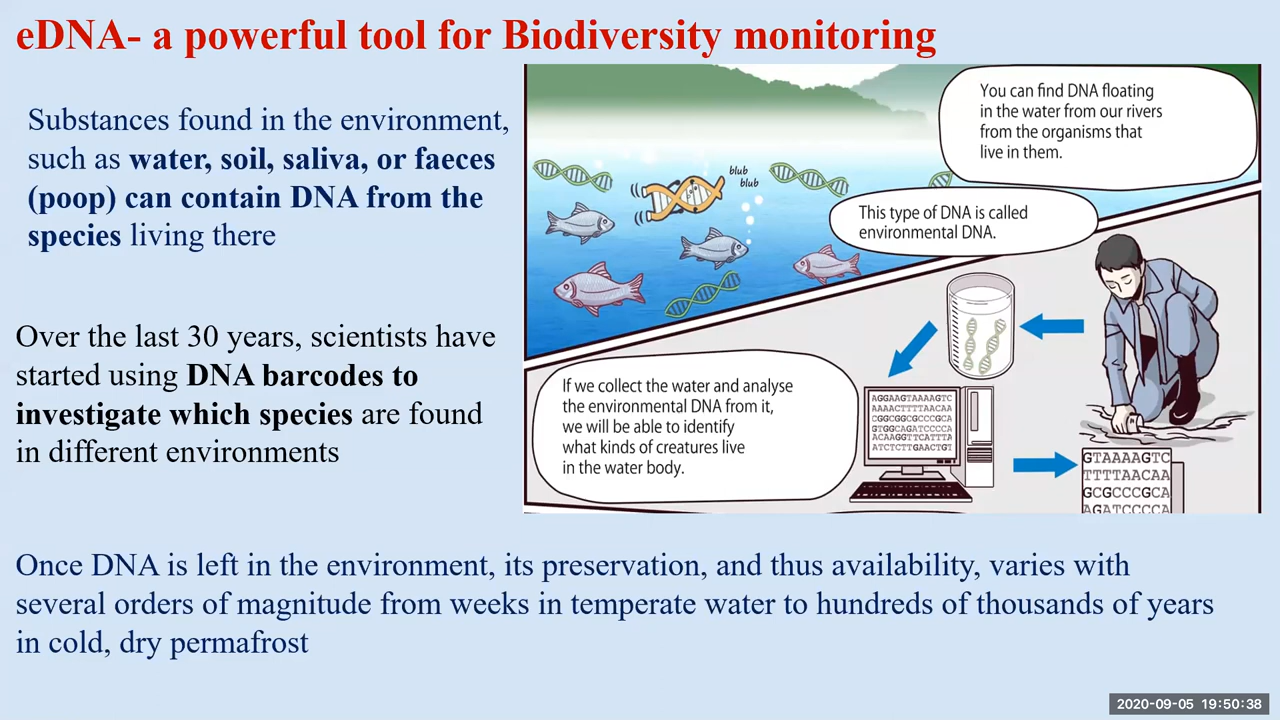 eDNA- a powerful tool for Biodiversity monitoring
Substances found in the environment,
such as water, soil, saliva, or faeces
(poop) can contain DNA from the
species living there
Over the last 30 years, scientists have
started using DNA barcodes to
investigate which species are found
in different environments
You can find DNA floating
in the water from our rivers
from the organisms that
live in them.
blub
blub
This type of DNA is called
environmental DNA.
If we collect the water and analyse
the environmental DNA from it,
we will be able to identify
what kinds of creatures live
in the water body.
AGGAAGTAAAAGTC
AAAACTTTTAACAA
CGGCGGCGCCCGCA
GTGGCAGATCCCCA
ACAAGGTTCATTTA
ATCTCTTGAACTGT
GTAAAAGTC
TTTTAACAA
GCGCCCGCA
AGATCCCCA
Once DNA is left in the environment, its preservation, and thus availability, varies with
several orders of magnitude from weeks in temperate water to hundreds of thousands of years
in cold, dry permafrost
2020-09-05 19:50:38